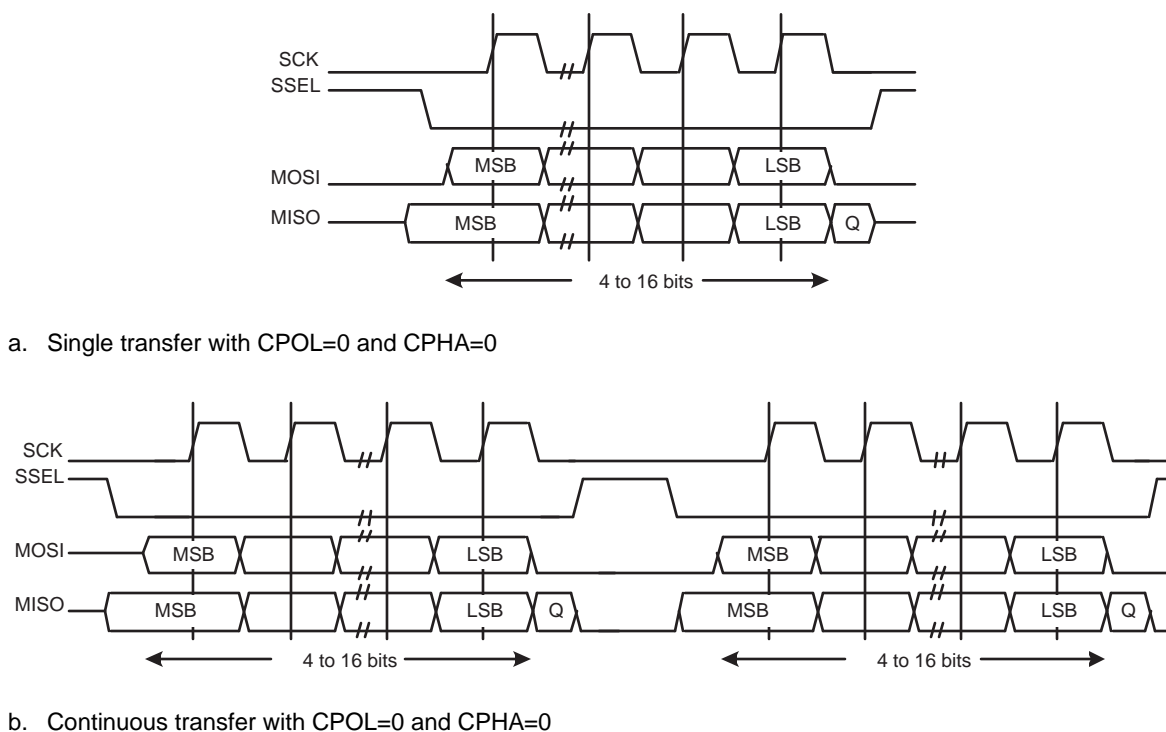 SCK
SSEL
MOSI MSB LSB
MISO MSB LSB Q
4 to 16 bits
a. Single transfer with CPOL=0 and CPHA=0
SCK
SSEL
MOSI MSB LSB MSB LSB
MISO MSB LSB Q MSB LSB Q
4 to 16 bits 4 to 16 bits
b. Continuous transfer with CPOL=0 and CPHA=0